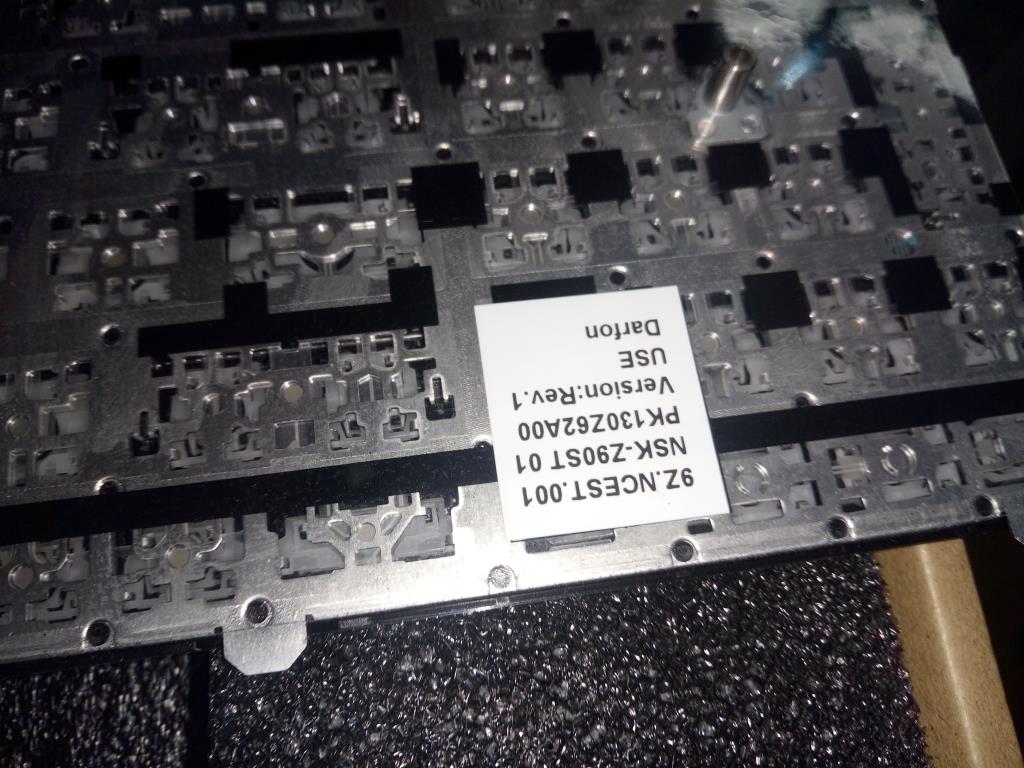 9Z.NCEST.001
NSK-Z90ST 01
PK130Z62A00
Version:Rev.1
USE
Darfon